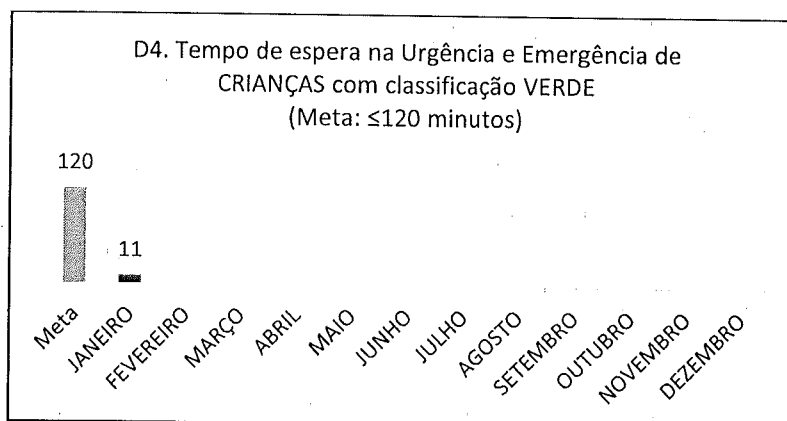 D4. Tempo de espera na Urgência e Emergência de
CRIANÇAS com classificação VERDE
(Meta: ≤120 minutos)
120
11
Meta
JANEIRO
FEVEREIRO
MARÇO
ABRIL
MAIO
JUNHO
JULHO
AGOSTO
SETEMBRO
OUTUBRO
NOVEMBRO
DEZEMBRO